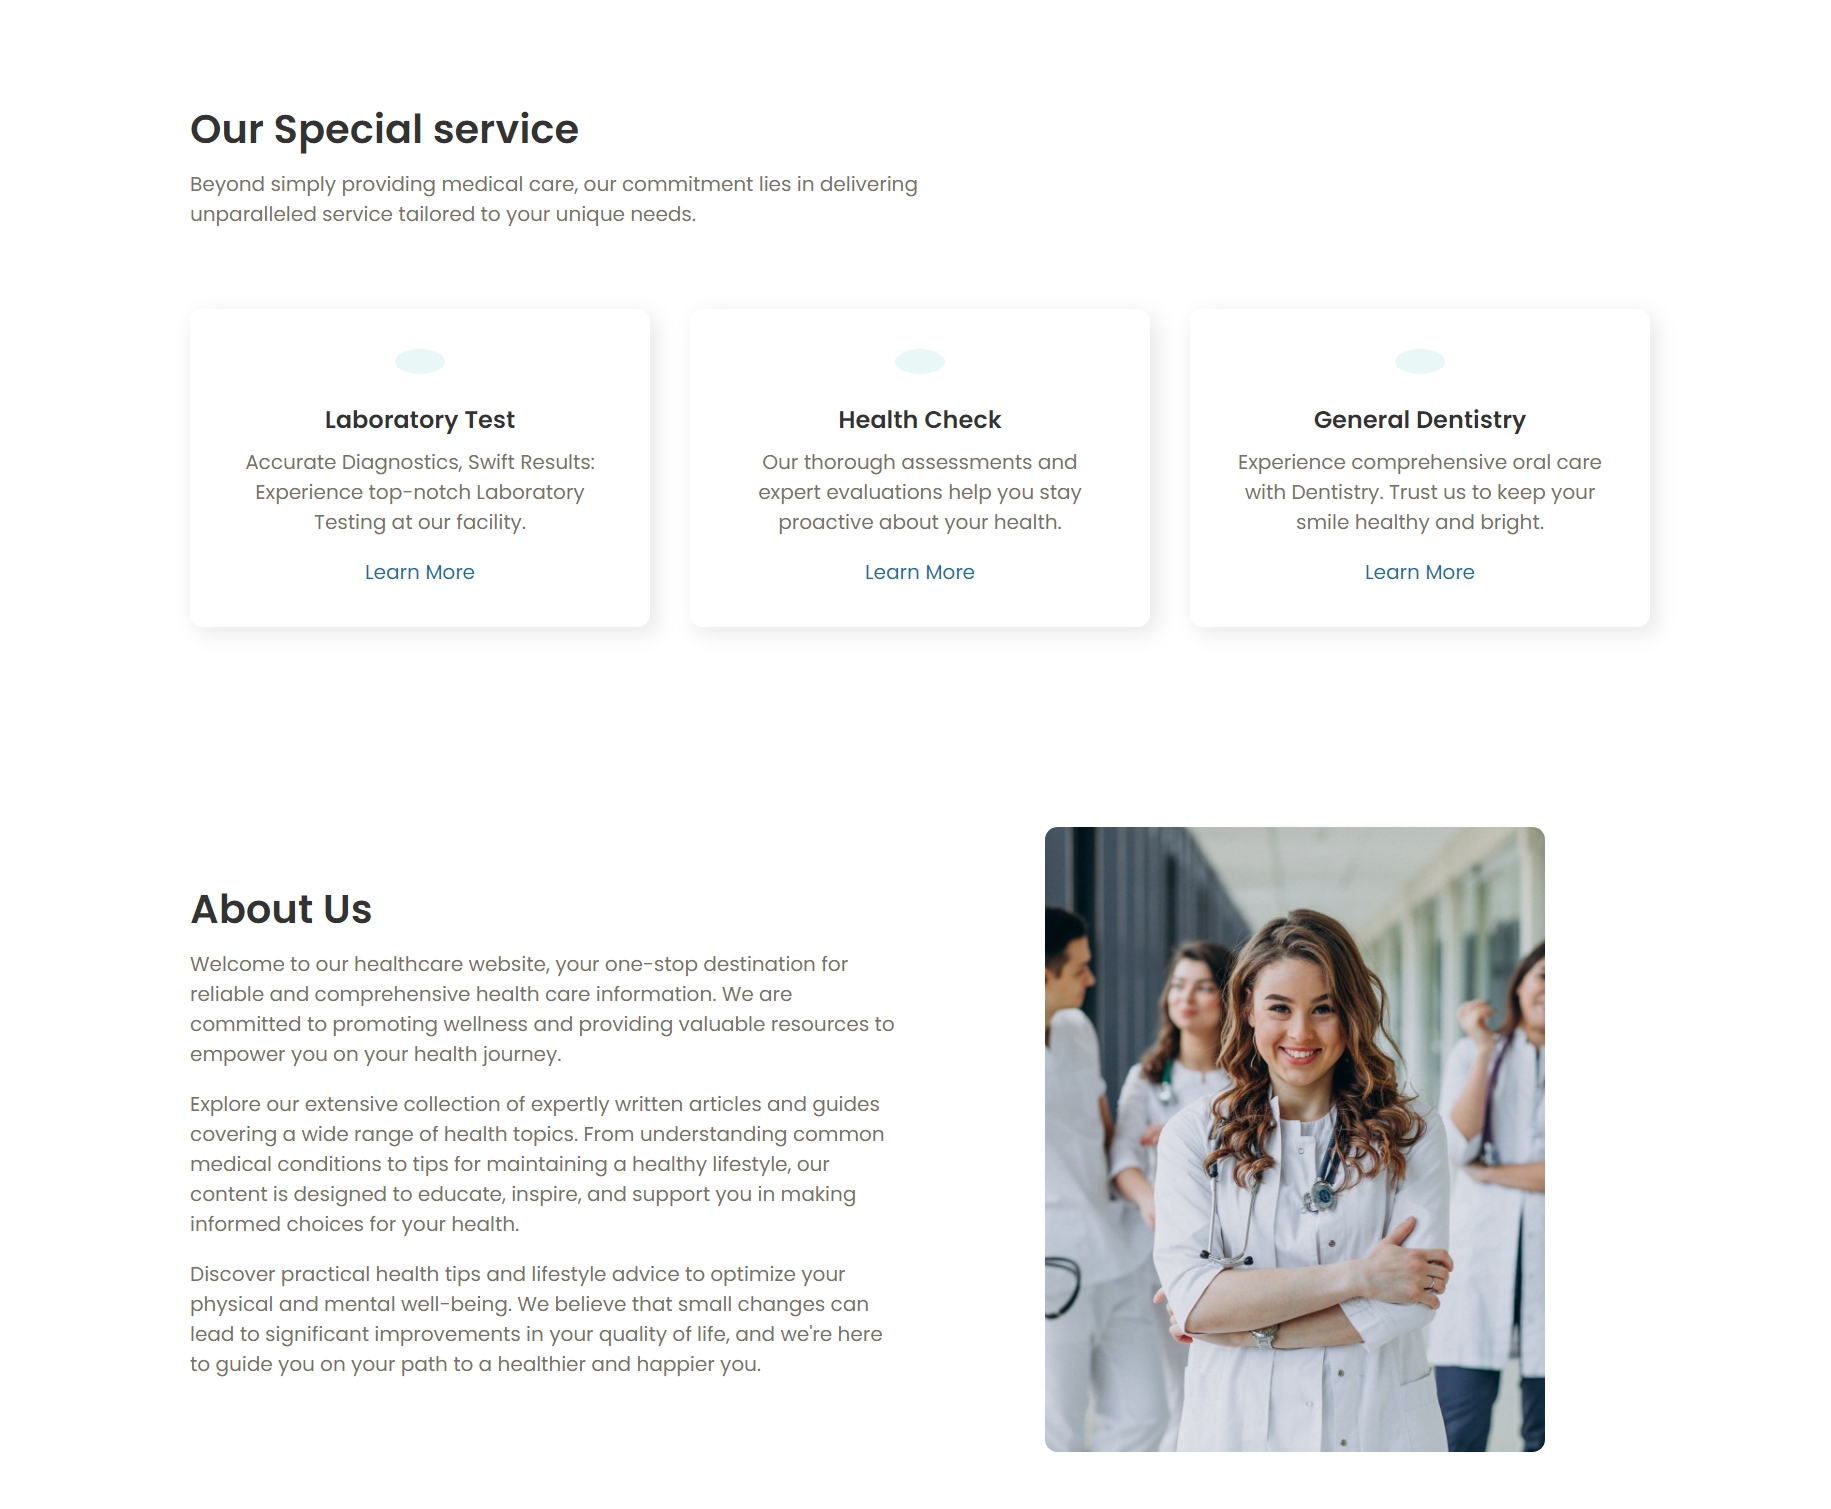 Our Special service
Beyond simply providing medical care, our commitment lies in delivering
unparalleled service tailored to your unique needs.
Laboratory Test
Accurate Diagnostics, Swift Results:
Experience top-notch Laboratory
Testing at our facility.
Learn More
Health Check
Our thorough assessments and
expert evaluations help you stay
proactive about your health.
Learn More
General Dentistry
Experience comprehensive oral care
with Dentistry. Trust us to keep your
smile healthy and bright.
Learn More
About Us
Welcome to our healthcare website, your one-stop destination for
reliable and comprehensive health care information. We are
committed to promoting wellness and providing valuable resources to
empower you on your health journey.
Explore our extensive collection of expertly written articles and guides
covering a wide range of health topics. From understanding common
medical conditions to tips for maintaining a healthy lifestyle, our
content is designed to educate, inspire, and support you in making
informed choices for your health.
Discover practical health tips and lifestyle advice to optimize your
physical and mental well-being. We believe that small changes can
lead to significant improvements in your quality of life, and we're here
to guide you on your path to a healthier and happier you.